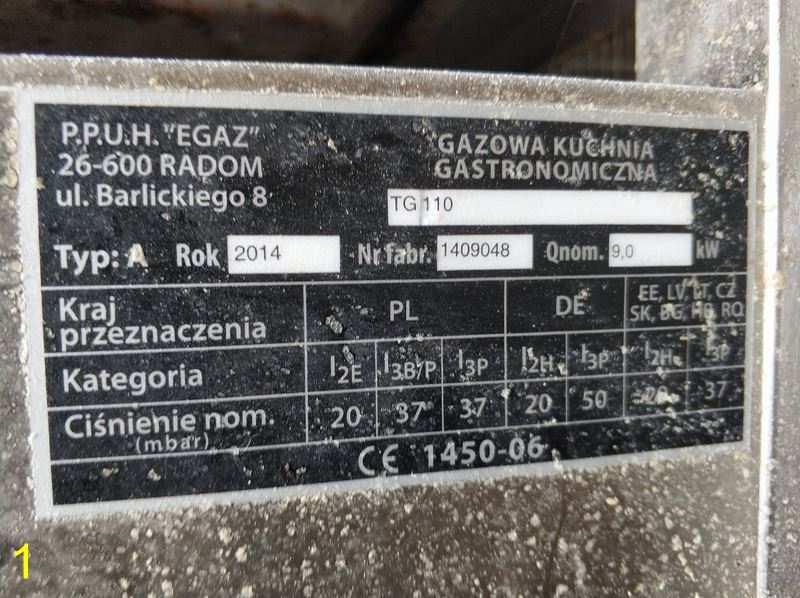 P.P.U.H. "EGAZ"
26-600 RADOM
ul. Barlickiego 8
GAZOWA KUCHNIA
GASTRONOMICZNA
TG 110
Typ: A Rok 2014 Nr fabr. 1409048 Qnom. 9,0 kW
Kraj przeznaczenia PL DE EE, LV, LT, CZ
SK, BG, HR, RO
Kategoria I2E I3B/P I3P I2H I3P I2H I3P
Ciśnienie nom. 20 37 37 20 50 20 37
(mbar)
CE 1450-06
1